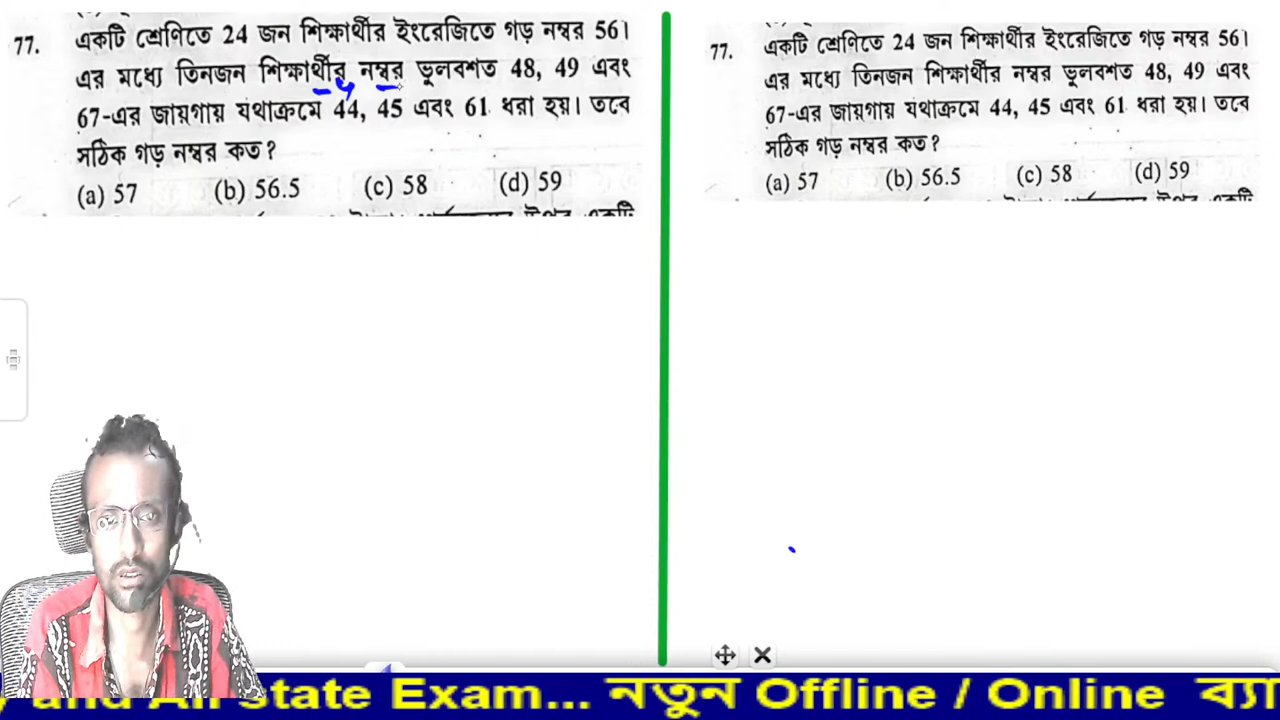 77. একটি শ্রেণিতে 24 জন শিক্ষার্থীর ইংরেজিতে গড় নম্বর 56।
এর মধ্যে তিনজন শিক্ষার্থীর নম্বর ভুলবশত 48, 49 এবং
67-এর জায়গায় যথাক্রমে 44, 45 এবং 61 ধরা হয়। তবে
সঠিক গড় নম্বর কত?
(a) 57 (b) 56.5 (c) 58 (d) 59
77. একটি শ্রেণিতে 24 জন শিক্ষার্থীর ইংরেজিতে গড় নম্বর 56।
এর মধ্যে তিনজন শিক্ষার্থীর নম্বর ভুলবশত 48, 49 এবং
67-এর জায়গায় যথাক্রমে 44, 45 এবং 61 ধরা হয়। তবে
সঠিক গড় নম্বর কত?
(a) 57 (b) 56.5 (c) 58 (d) 59
and All state Exam... নতুন Offline / Online ব্যা